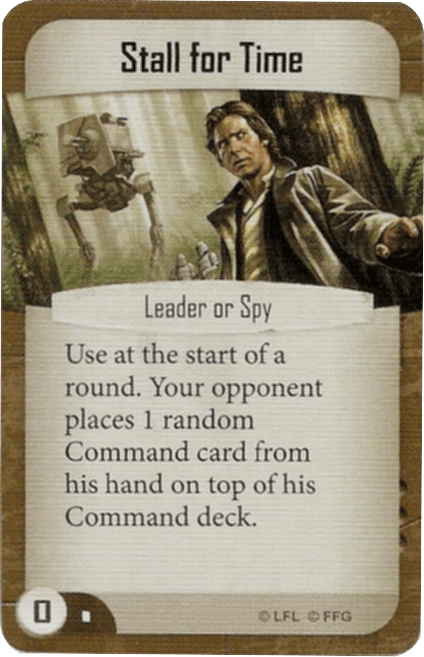 Stall for Time
Leader or Spy
Use at the start of a
round. Your opponent
places 1 random
Command card from
his hand on top of his
Command deck.
0
© LFL © FFG